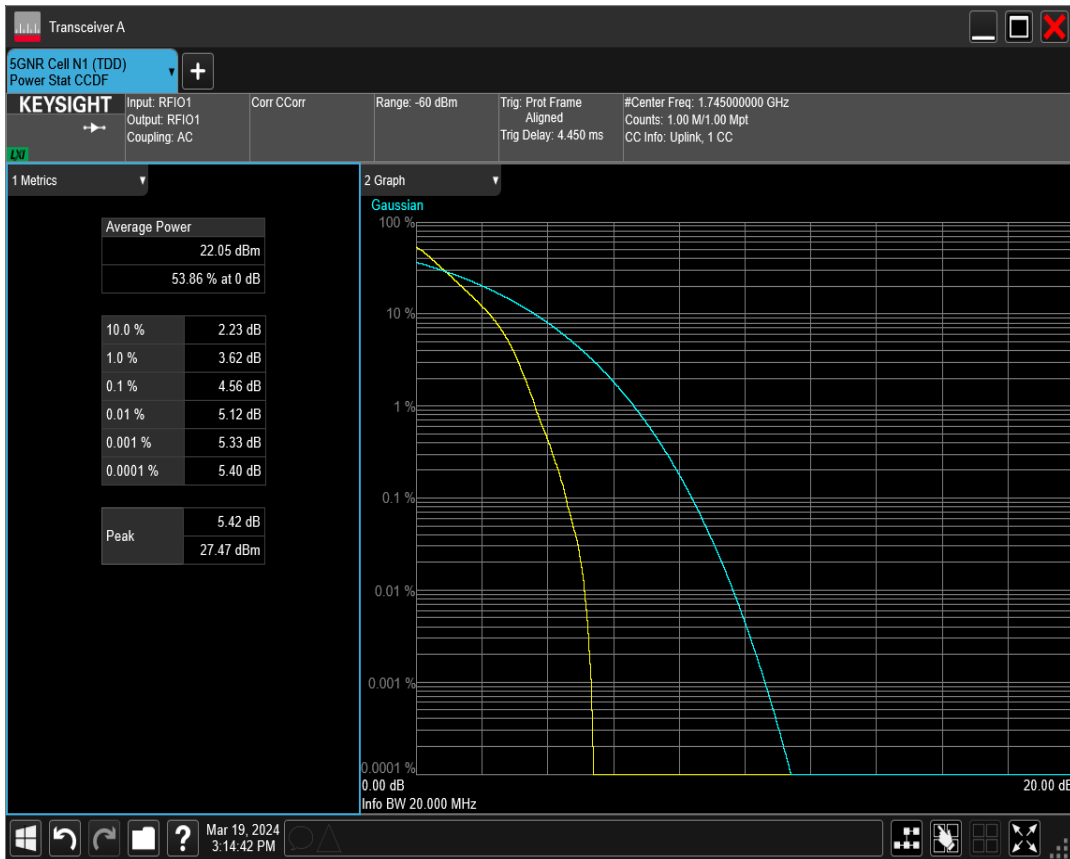 Transceiver A
5GNR Cell N1 (TDD)
Power Stat CCDF
+
KEYSIGHT
LXI
Input: RFIO1
Output: RFIO1
Coupling: AC
Corr CCorr
Range: -60 dBm
Trig: Prot Frame
Aligned
Trig Delay: 4.450 ms
#Center Freq: 1.745000000 GHz
Counts: 1.00 M/1.00 Mpt
CC Info: Uplink, 1 CC
1 Metrics
Average Power
22.05 dBm
53.86 % at 0 dB
10.0 % 2.23 dB
1.0 % 3.62 dB
0.1 % 4.56 dB
0.01 % 5.12 dB
0.001 % 5.33 dB
0.0001 % 5.40 dB
Peak 5.42 dB
27.47 dBm
2 Graph
Gaussian
100 %
10 %
1 %
0.1 %
0.01 %
0.001 %
0.0001 %
0.00 dB 20.00 dB
Info BW 20.000 MHz
?
Mar 19, 2024
3:14:42 PM